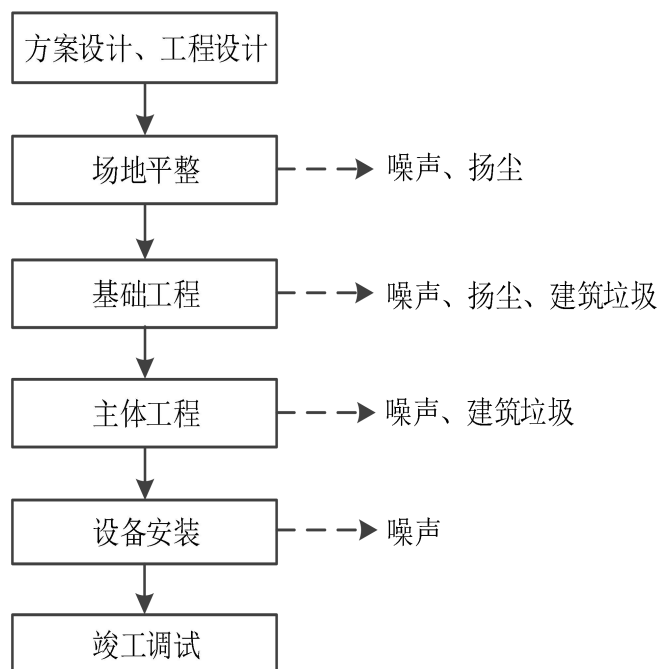 方案设计、工程设计
场地平整
噪声、扬尘
基础工程
噪声、扬尘、建筑垃圾
主体工程
噪声、建筑垃圾
设备安装
噪声
竣工调试